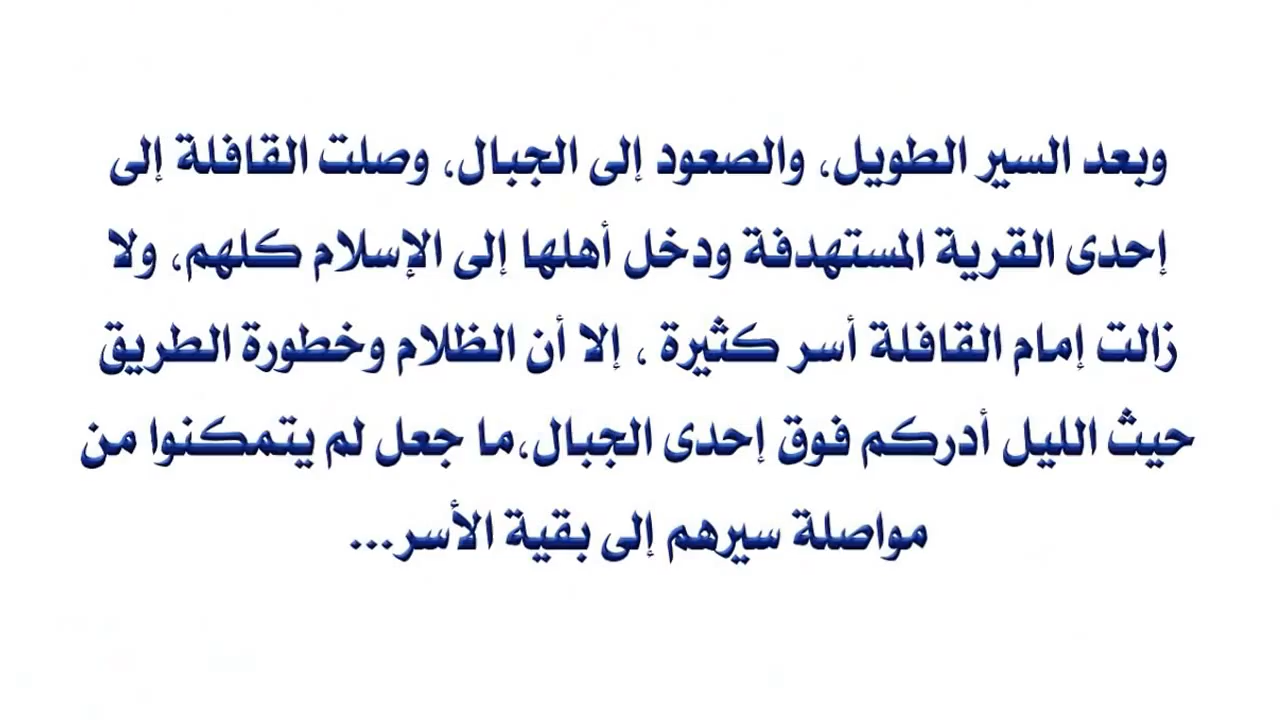 وبعد السير الطويل، والصعود إلى الجبال، وصلت القافلة إلى
إحدى القرية المستهدفة ودخل أهلها إلى الإسلام كلهم، ولا
زالت إمام القافلة أسر كثيرة ، إلا أن الظلام وخطورة الطريق
حيث الليل أدركم فوق إحدى الجبال،ما جعل لم يتمكنوا من
مواصلة سيرهم إلى بقية الأسر...